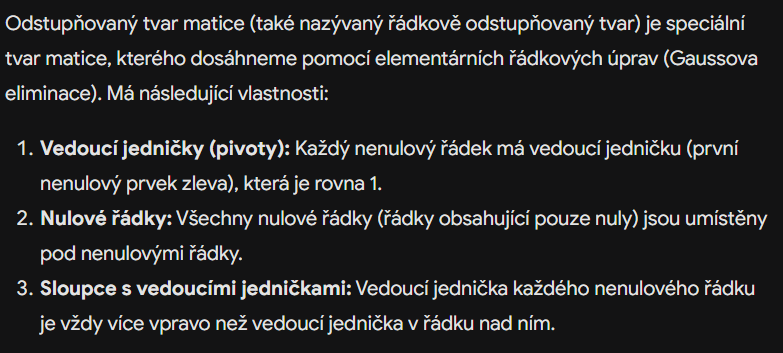 Odstupňovaný tvar matice (také nazývaný řádkově odstupňovaný tvar) je speciální
tvar matice, kterého dosáhneme pomocí elementárních řádkových úprav (Gaussova
eliminace). Má následující vlastnosti:
1. Vedoucí jedničky (pivoty): Každý nenulový řádek má vedoucí jedničku (první
nenulový prvek zleva), která je rovna 1.
2. Nulové řádky: Všechny nulové řádky (řádky obsahující pouze nuly) jsou umístěny
pod nenulovými řádky.
3. Sloupce s vedoucími jedničkami: Vedoucí jednička každého nenulového řádku
je vždy více vpravo než vedoucí jednička v řádku nad ním.